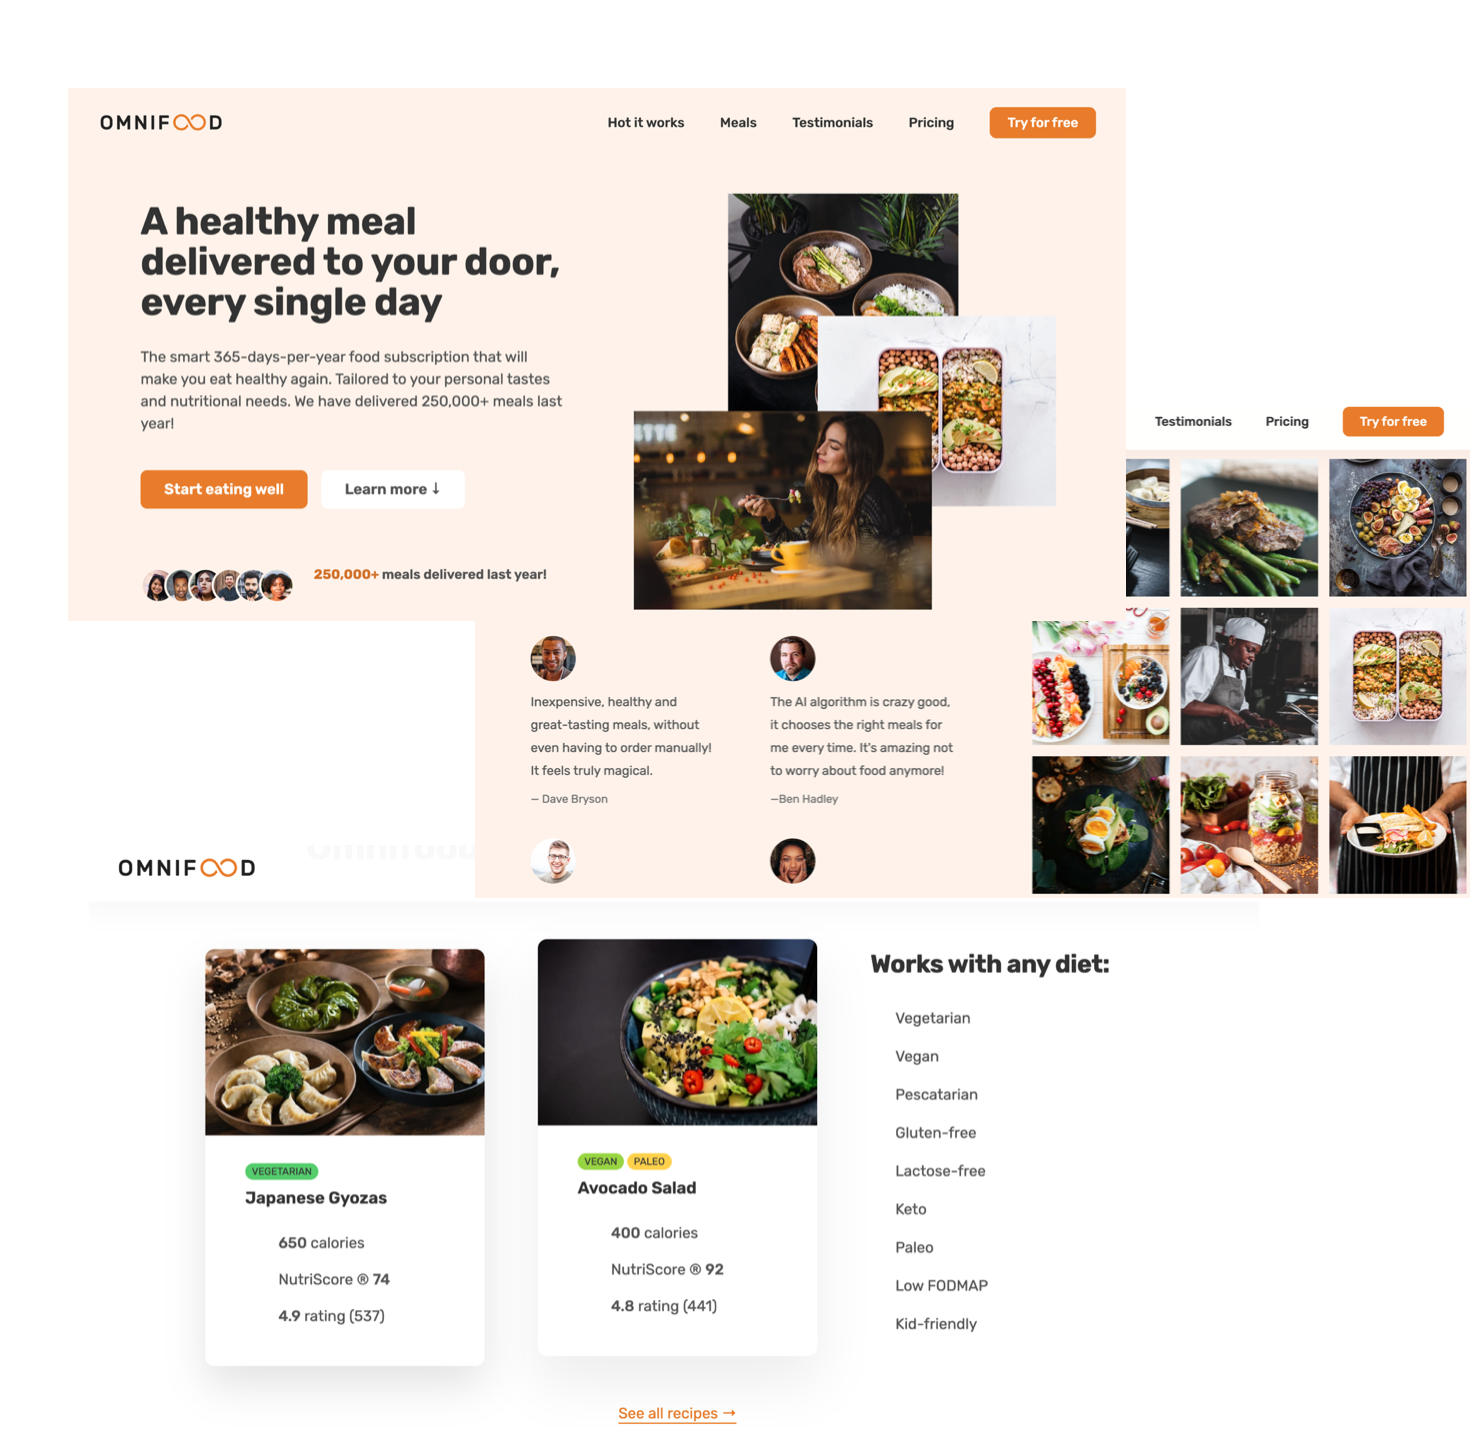 OMNIFOOD
Hot it works
Meals
Testimonials
Pricing
Try for free
A healthy meal
delivered to your door,
every single day
The smart 365-days-per-year food subscription that will
make you eat healthy again. Tailored to your personal tastes
and nutritional needs. We have delivered 250,000+ meals last
year!
Start eating well
Learn more ↓
250,000+ meals delivered last year!
Testimonials
Pricing
Try for free
Inexpensive, healthy and
great-tasting meals, without
even having to order manually!
It feels truly magical.
— Dave Bryson
The AI algorithm is crazy good,
it chooses the right meals for
me every time. It's amazing not
to worry about food anymore!
—Ben Hadley
OMNIFOOD
VEGETARIAN
Japanese Gyozas
650 calories
NutriScore ® 74
4.9 rating (537)
VEGAN
PALEO
Avocado Salad
400 calories
NutriScore ® 92
4.8 rating (441)
Works with any diet:
Vegetarian
Vegan
Pescatarian
Gluten-free
Lactose-free
Keto
Paleo
Low FODMAP
Kid-friendly
See all recipes →